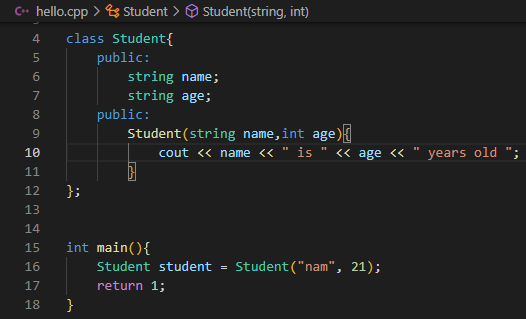 hello.cpp > Student > Student(string, int)
4 class Student{
5     public:
6         string name;
7         string age;
8     public:
9         Student(string name,int age){
10             cout << name << " is " << age << " years old ";
11         }
12 };
13
14
15 int main(){
16     Student student = Student("nam", 21);
17     return 1;
18 }